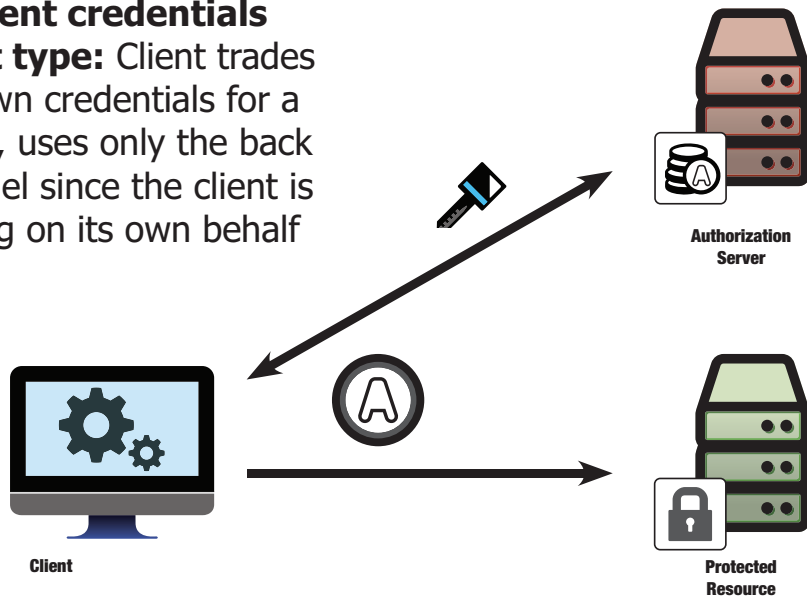 ent credentials
t type: Client trades
wn credentials for a
, uses only the back
el since the client is
g on its own behalf
A
Authorization
Server
A
Client
Protected
Resource